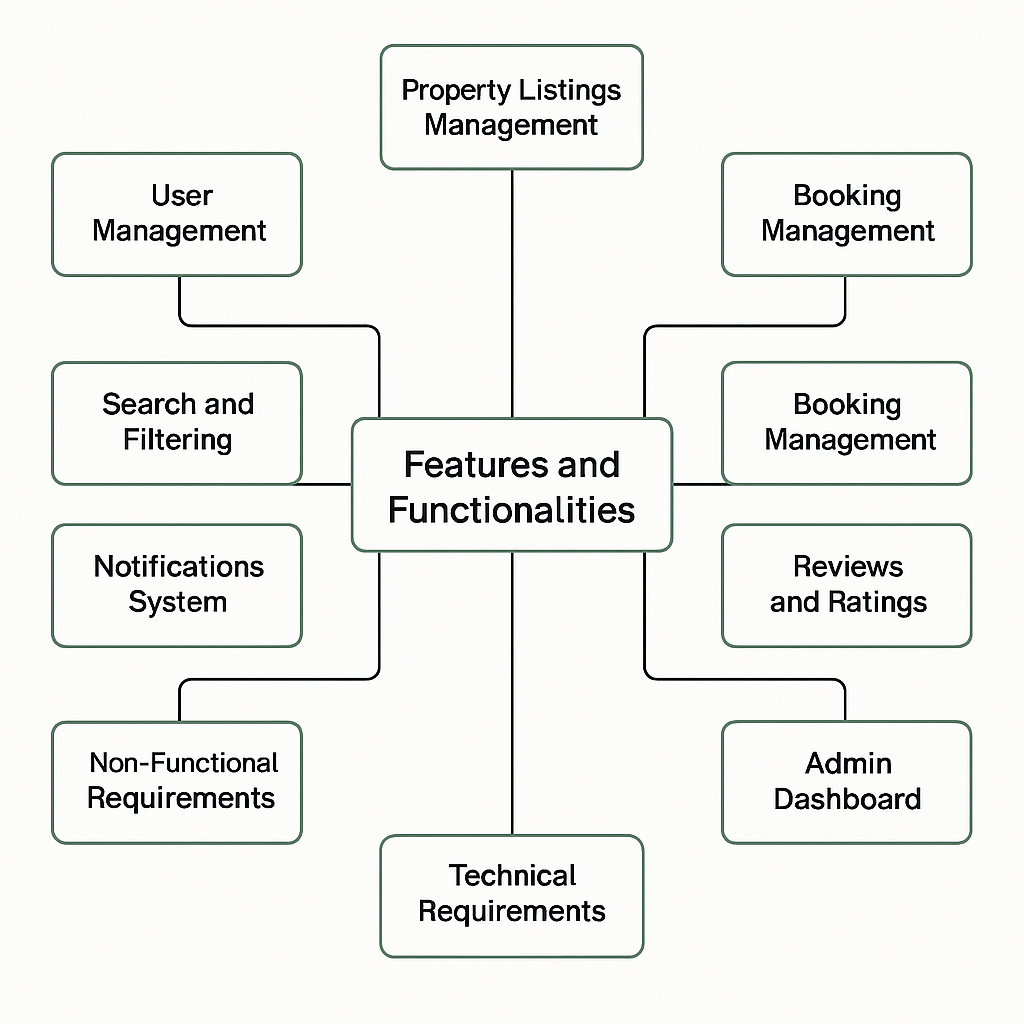 Property Listings
Management
User
Management
Booking
Management
Search and
Filtering
Booking
Management
Features and
Functionalities
Notifications
System
Reviews
and Ratings
Non-Functional
Requirements
Admin
Dashboard
Technical
Requirements